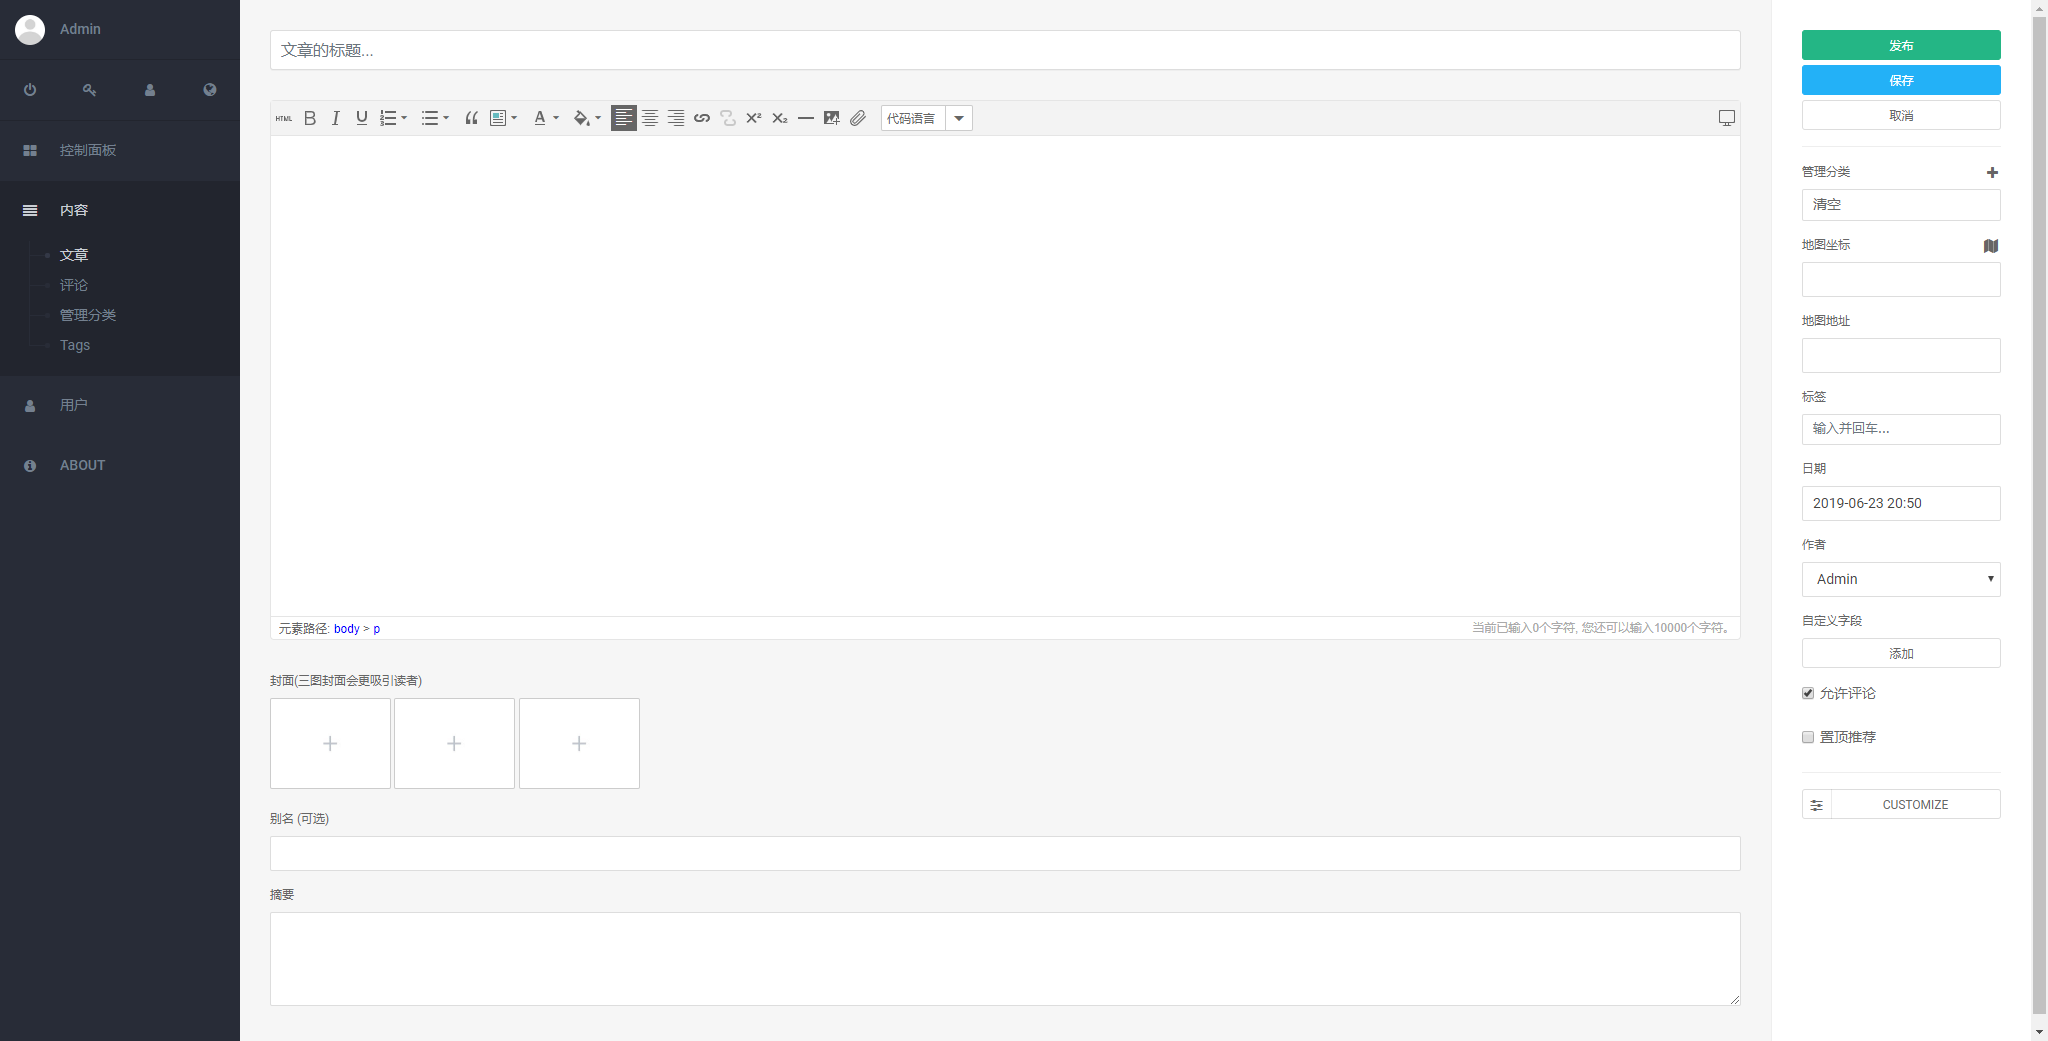 Admin
控制面板
内容
文章
评论
管理分类
Tags
用户
ABOUT
文章的标题...
HTML B I U A X² X₂ 代码语言
元素路径: body > p
当前已输入0个字符, 您还可以输入10000个字符。
封面(三图封面会更吸引读者)
别名 (可选)
摘要
发布
保存
取消
管理分类
清空
地图坐标
地图地址
标签
输入并回车...
日期
2019-06-23 20:50
作者
Admin
自定义字段
添加
允许评论
置顶推荐
CUSTOMIZE